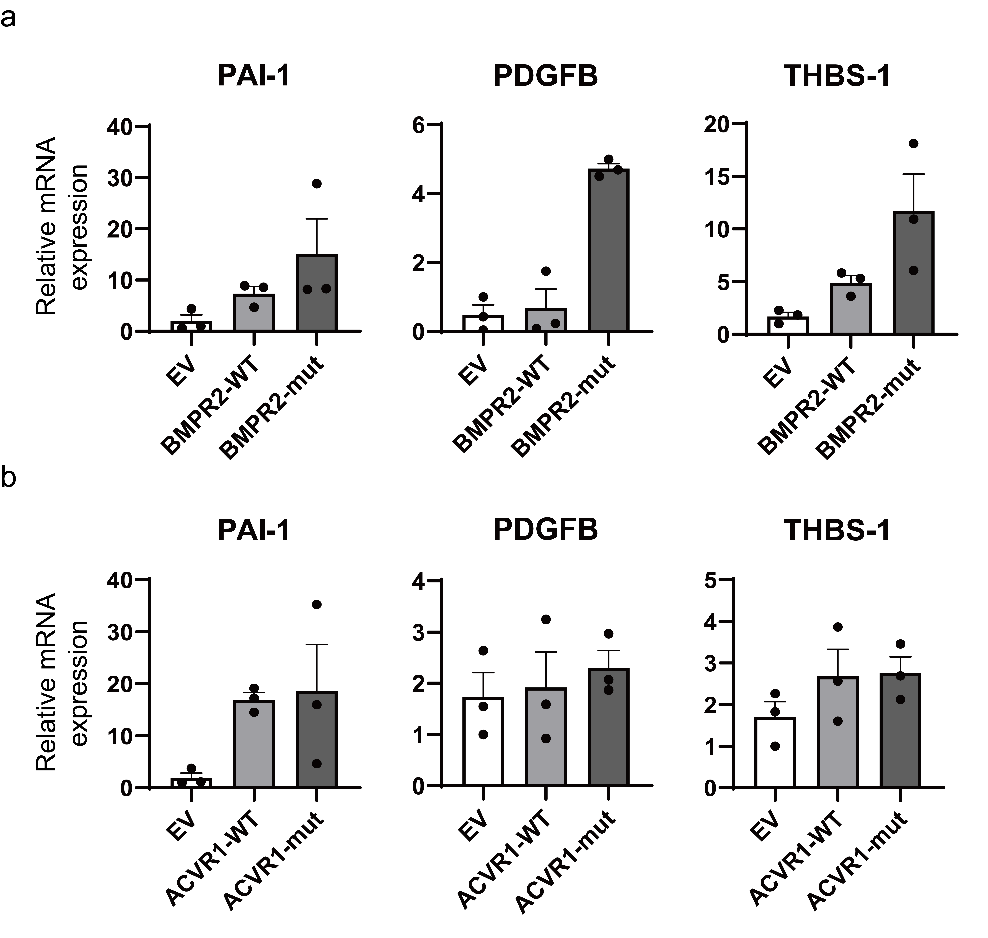 a
PAI-1
PDGFB
THBS-1
Relative mRNA
expression
40
30
20
10
0
EV
BMPR2-WT
BMPR2-mut
6
4
2
0
EV
BMPR2-WT
BMPR2-mut
20
15
10
5
0
EV
BMPR2-WT
BMPR2-mut
b
PAI-1
PDGFB
THBS-1
Relative mRNA
expression
40
30
20
10
0
EV
ACVR1-WT
ACVR1-mut
4
3
2
1
0
EV
ACVR1-WT
ACVR1-mut
5
4
3
2
1
0
EV
ACVR1-WT
ACVR1-mut